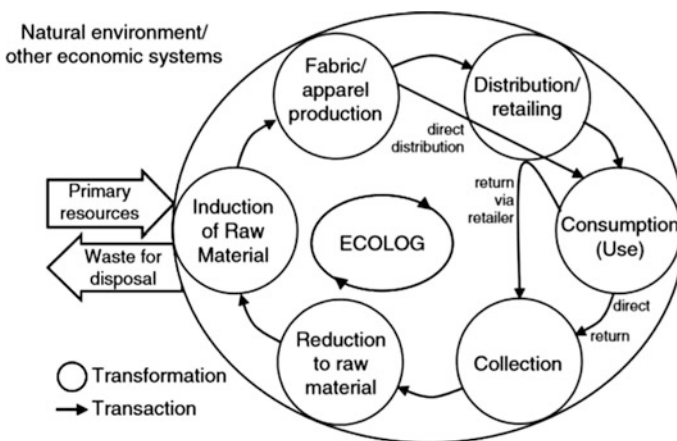 Natural environment/
other economic systems
Fabric/
apparel
production
Distribution/
retailing
direct
distribution
Primary
resources
Induction
of Raw
Material
ECOLOG
return
via
retailer
Consumption
(Use)
Waste for
disposal
direct
return
Reduction
to raw
material
Collection
Transformation
Transaction